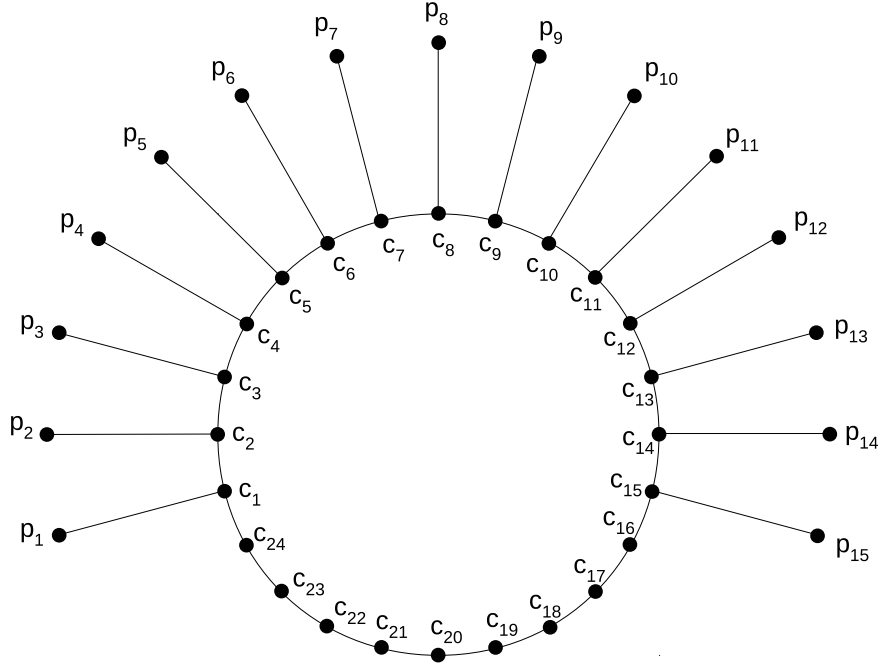 p₈
p₇
p₉
p₆
p₁₀
p₅
p₁₁
p₄
p₁₂
c₈
c₇
c₉
c₆
c₁₀
c₅
c₁₁
p₃
p₁₃
c₄
c₁₂
c₃
c₁₃
p₂
c₂
c₁₄
p₁₄
c₁
c₁₅
p₁
c₂₄
c₁₆
p₁₅
c₂₃
c₁₇
c₂₂
c₁₈
c₂₁
c₂₀
c₁₉